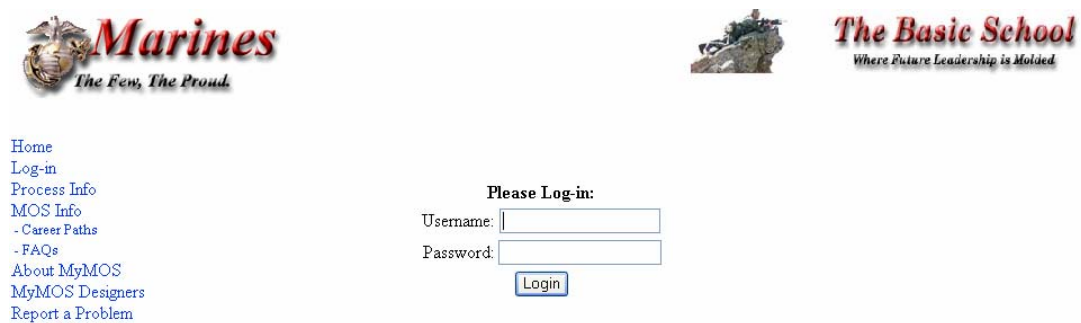 Marines
The Few, The Proud.
The Basic School
Where Future Leadership is Molded
Home
Log-in
Process Info
MOS Info
- Career Paths
- FAQs
About MyMOS
MyMOS Designers
Report a Problem
Please Log-in:
Username:
Password:
Login